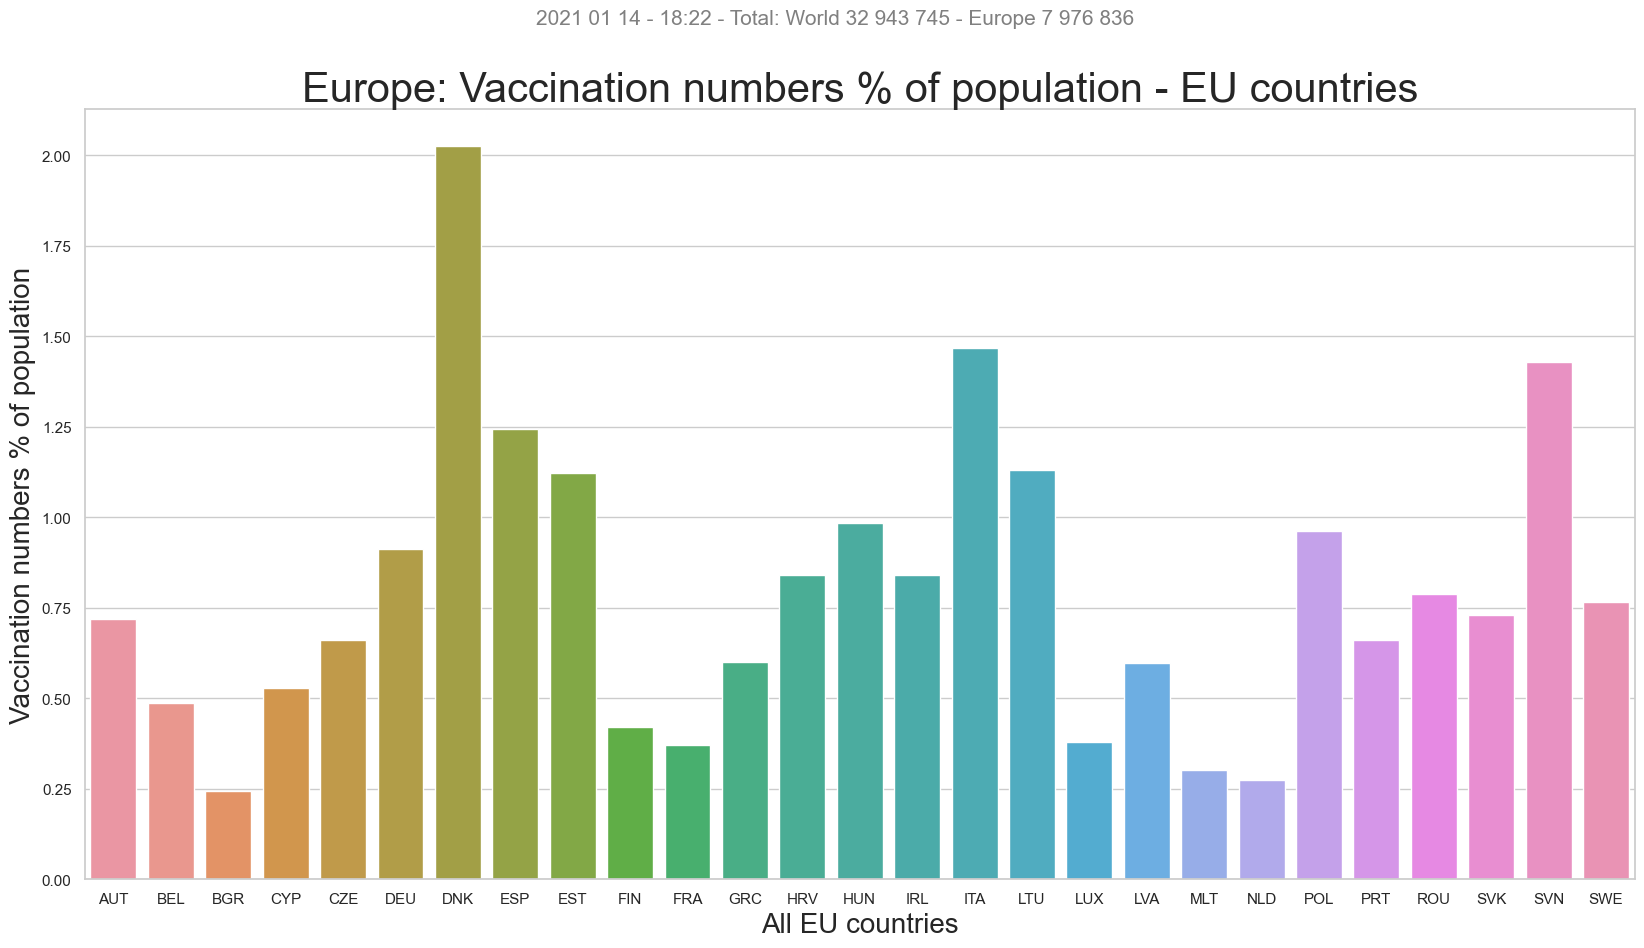 2021 01 14 - 18:22 - Total: World 32 943 745 - Europe 7 976 836
Europe: Vaccination numbers % of population - EU countries
Vaccination numbers % of population
2.00
1.75
1.50
1.25
1.00
0.75
0.50
0.25
0.00
AUT BEL BGR CYP CZE DEU DNK ESP EST FIN FRA GRC HRV HUN IRL ITA LTU LUX LVA MLT NLD POL PRT ROU SVK SVN SWE
All EU countries